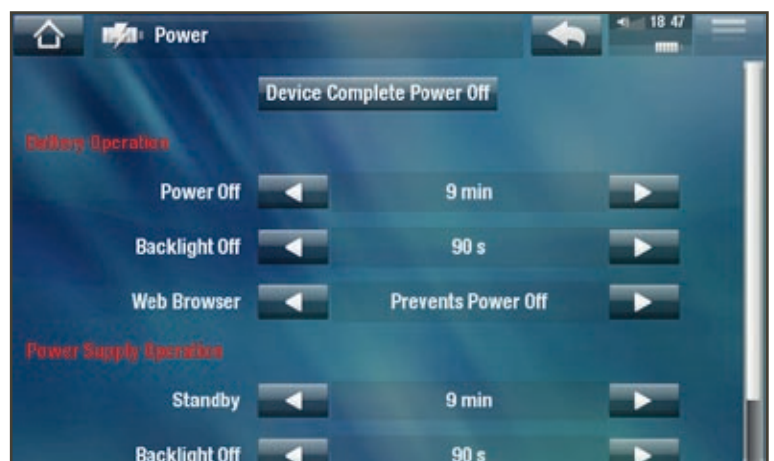 Power
18 47
Device Complete Power Off
Battery Operation
Power Off 9 min
Backlight Off 90 s
Web Browser Prevents Power Off
Power Supply Operation
Standby 9 min
Backlight Off 90 s